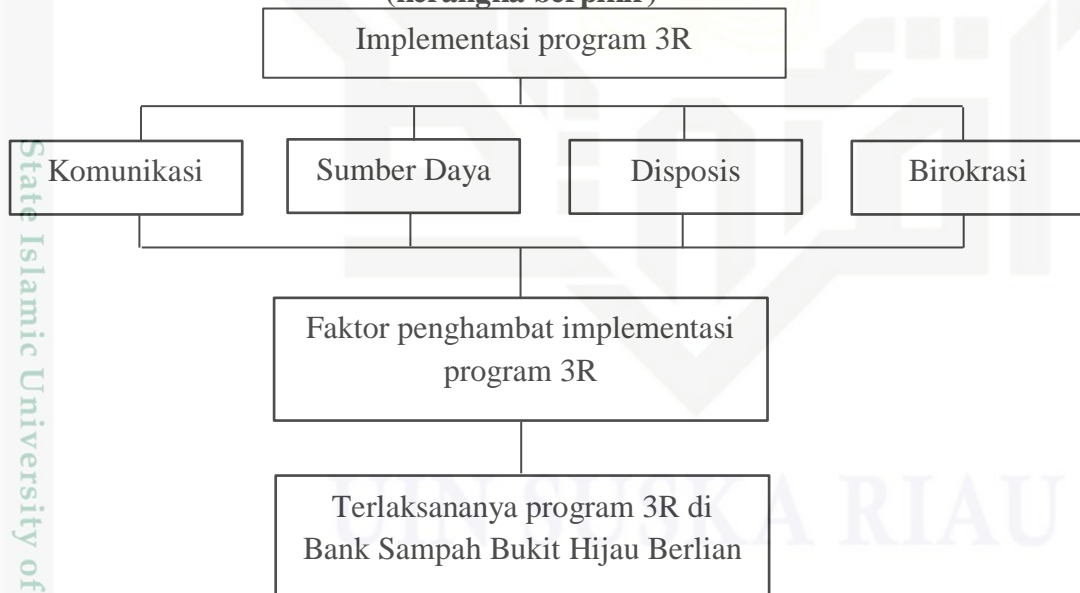 (kerangka berpikir)
Implementasi program 3R
Komunikasi
Sumber Daya
Disposis
Birokrasi
Faktor penghambat implementasi
program 3R
Terlaksananya program 3R di
Bank Sampah Bukit Hijau Berlian
State Islamic University of
UIN SUSKA RIAU